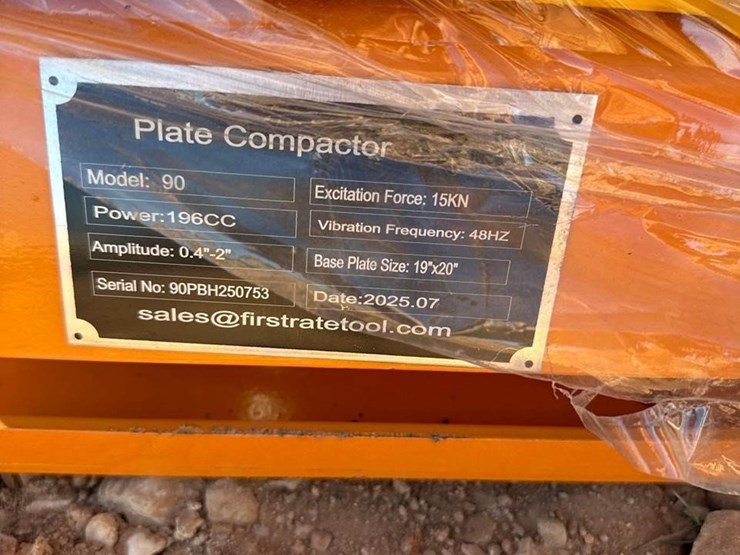 Plate Compactor
Model: 90
Excitation Force: 15KN
Power:196CC
Vibration Frequency: 48HZ
Amplitude: 0.4"-2"
Base Plate Size: 19"x20"
Serial No: 90PBH250753
Date:2025.07
sales@firstratetool.com